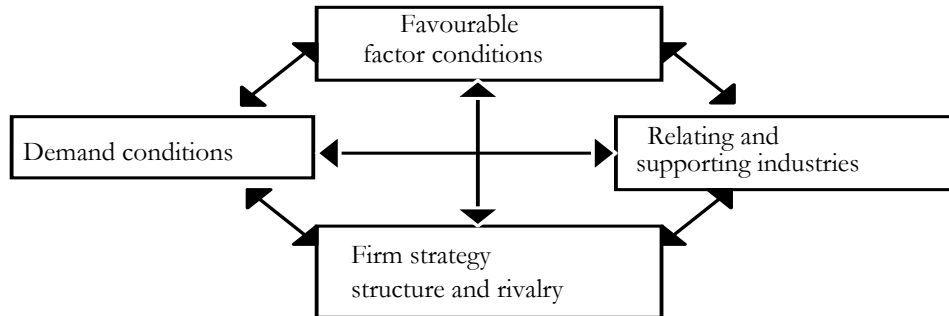 Favourable
factor conditions
Demand conditions
Relating and
supporting industries
Firm strategy
structure and rivalry